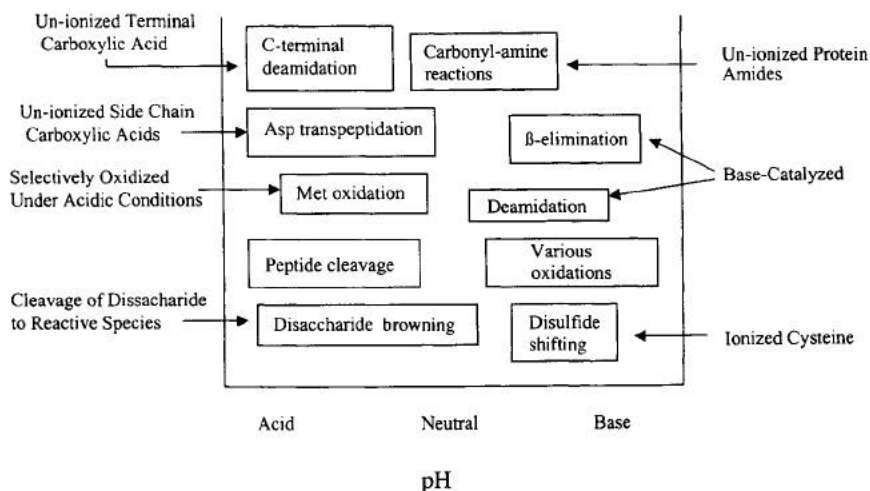 Un-ionized Terminal
Carboxylic Acid
C-terminal
deamidation
Carbonyl-amine
reactions
Un-ionized Protein
Amides
Un-ionized Side Chain
Carboxylic Acids
Asp transpeptidation
ß-elimination
Base-Catalyzed
Selectively Oxidized
Under Acidic Conditions
Met oxidation
Deamidation
Peptide cleavage
Various
oxidations
Cleavage of Dissacharide
to Reactive Species
Disaccharide browning
Disulfide
shifting
Ionized Cysteine
Acid Neutral Base
pH